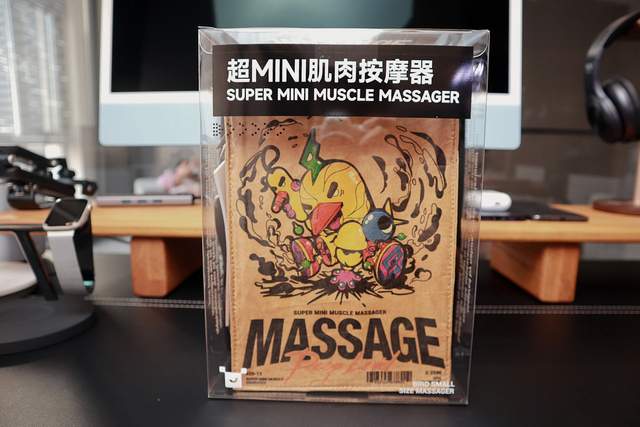 超MINI肌肉按摩器
SUPER MINI MUSCLE MASSAGER
SUPER MINI MUSCLE MASSAGER
MASSAGE
BIRD SMALL
SIZE MASSAGER